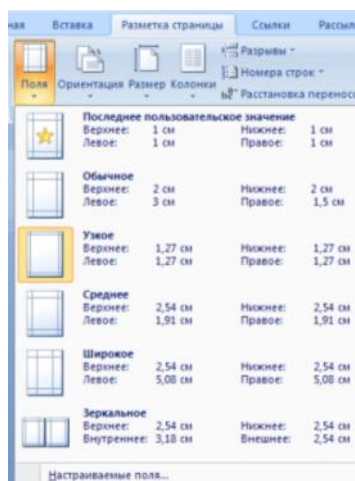 ная Вставка Разметка страницы Ссылки Рассыл
Поля Ориентация Размер Колонки Разрывы
Номера строк
Расстановка перенос
Последнее пользовательское значение
Верхнее: 1 см Нижнее: 1 см
Левое: 1 см Правое: 1 см
Обычное
Верхнее: 2 см Нижнее: 2 см
Левое: 3 см Правое: 1,5 см
Узкое
Верхнее: 1,27 см Нижнее: 1,27 см
Левое: 1,27 см Правое: 1,27 см
Среднее
Верхнее: 2,54 см Нижнее: 2,54 см
Левое: 1,91 см Правое: 1,91 см
Широкое
Верхнее: 2,54 см Нижнее: 2,54 см
Левое: 5,08 см Правое: 5,08 см
Зеркальное
Верхнее: 2,54 см Нижнее: 2,54 см
Внутреннее: 3,18 см Внешнее: 2,54 см
Настраиваемые поля...